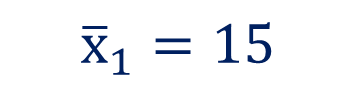 x̄₁ = 15